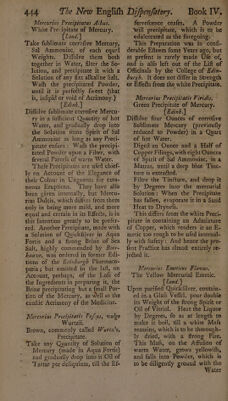 444 The New English Dispensatory. Book IV.
Mercurius Precipitatus Albus.
White Precipitate of Mercury.
[Lond.]
Take sublimate corrosive Mercury,
Sal Ammoniac, of each equal
Weights. Dissolve them both
together in Water, filter the So-
lution, and precipitate it with a
Solution of any fixt alkaline Salt.
Wash the precipitated Powder,
until it is perfectly sweet (that
is, insipid or void of Acrimony)
[Edinb.]
Dissolve sublimate corrosive Mercu-
ry in a sufficient Quantity of hot
Water, and gradually drop into
the Solution some Spirit of Sal
Ammoniac as long as any Preci-
pitate ensues: Wash the precipi-
tated Powder upon a Filter, with
several Parcels of warm Water.
These Precipitates are used chief-
ly on Account of the Elegance of
their Colour in Unguents for cuta-
neous Eruptions. They have also
been given internally, but Mercu-
rius Dulcis, which differs from them
only in being more mild, and more
equal and certain in its Effects, is in
this Intention greatly to be prefer-
red. Another Precipitate, made with
a Solution of Quicksilver in Aqua
Fortis and a strong Brine of Sea
Salt, highly commended by Boer-
haave, was ordered in former Edi-
tions of the Edinburgh Pharmaco-
poeia; but omitted in the last, on
Account, perhaps, of the Loss of
the Ingredients in preparing it, the
Brine precipitating but a small Por-
tion of the Mercury, as well as the
caustic Acrimony of the Medicine.
Mercurius Precipitatis Fuscus, vulgo
Wurtzii.
Brown, commonly called Wurtz's,
Precipitate.
Take any Quantity of Solution of
Mercury (made in Aqua Fortis)
and gradually drop into it Oil of
Tartar per deliquium, till the Ef-
fervescence ceases. A Powder
will precipitate, which is to be
edulcorated as the foregoing.
This Preparation was in consi-
derable Esteem some Years ago, but
at present is rarely made Use of,
and is also left out of the List of
Officinals by the College of Edin-
burgh. It does not differ in Strength
or Effects from the white Precipitate.
Mercurius Precipitatus Viridis.
Green Precipitate of Mercury.
[Edinb.]
Dissolve four Ounces of corrosive
sublimate Mercury (previously
reduced to Powder) in a Quart
of hot Water.
Digest an Ounce and a Half of
Copper Filings, with eight Ounces
of Spirit of Sal Ammoniac, in a
Matras, until a deep blue Tinc-
ture is extracted.
Filtre the Tincture, and drop it
by Degrees into the mercurial
Solution: When the Precipitate
has fallen, evaporate it in a Sand
Heat to Dryness.
This differs from the white Preci-
pitate in containing an Admixture
of Copper, which renders it an E-
metic too rough to be used internal-
ly with Safety: And hence the pre-
sent Practice has almost entirely re-
jected it.
Mercurius Emeticus Flavus.
The Yellow Mercurial Emetic.
[Lond.]
Upon purified Quicksilver, contain-
ed in a Glass Vessel, pour double
its Weight of the strong Spirit or
Oil of Vitriol. Heat the Liquor
by Degrees, so as at length to
make it boil, till a white Mass
remains, which is to be thorough-
ly dried, with a strong Fire.
This Mass, on the Affusion of
warm Water, grows yellowish,
and falls into Powder, which is
to be diligently ground with the
Water